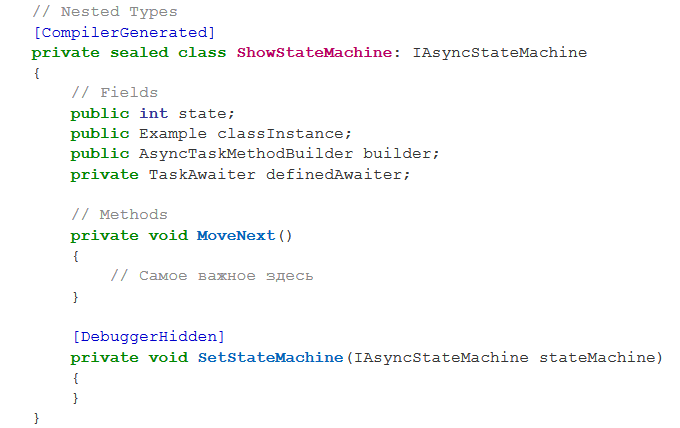 // Nested Types
[CompilerGenerated]
private sealed class ShowStateMachine: IAsyncStateMachine
{
// Fields
public int state;
public Example classInstance;
public AsyncTaskMethodBuilder builder;
private TaskAwaiter definedAwaiter;
// Methods
private void MoveNext()
{
// Самое важное здесь
}
[DebuggerHidden]
private void SetStateMachine(IAsyncStateMachine stateMachine)
{
}
}